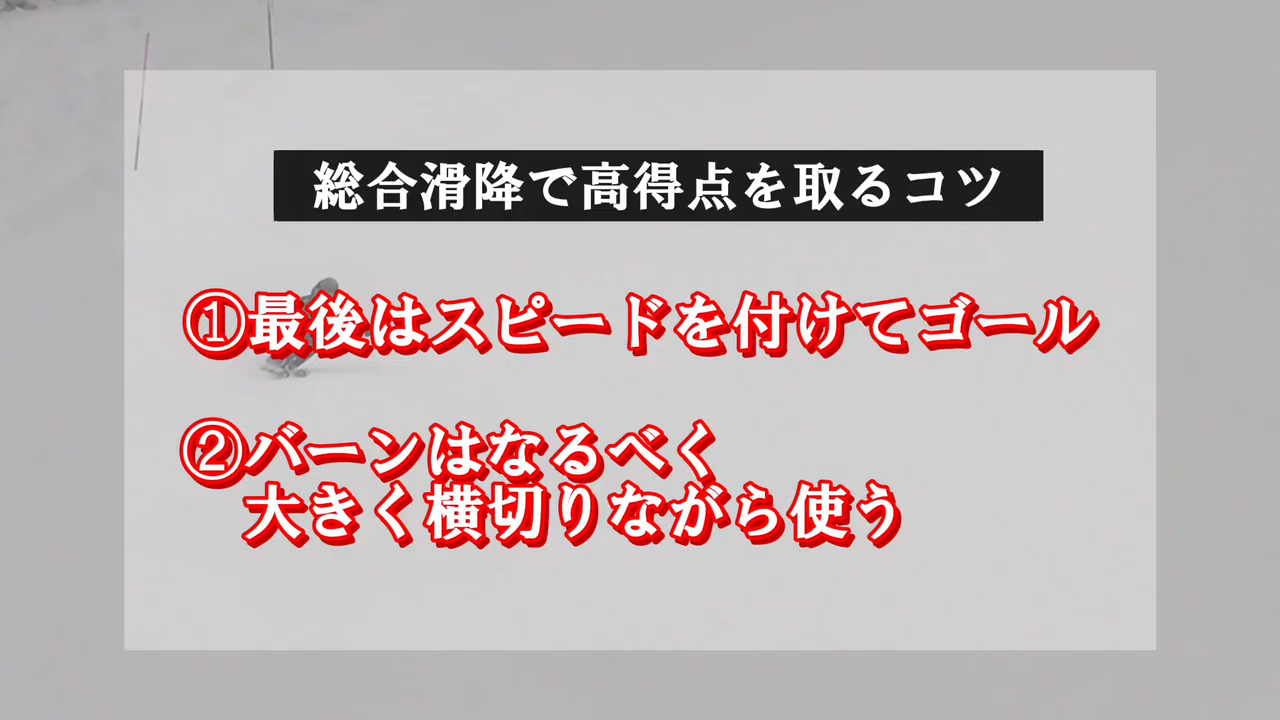 総合滑降で高得点を取るコツ
①最後はスピードを付けてゴール
②バーンはなるべく
大きく横切りながら使う